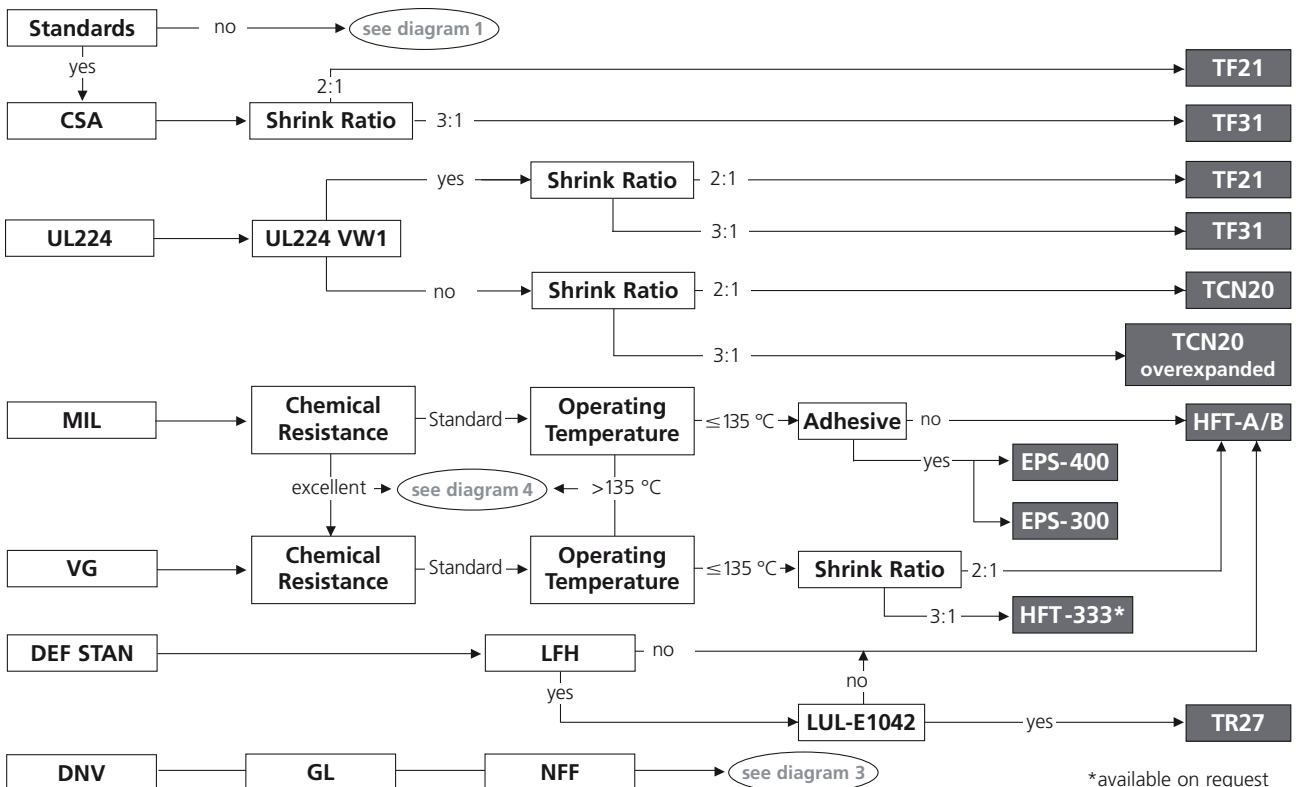 Standards
no
see diagram 1
yes
2:1
TF21
CSA
Shrink Ratio
3:1
TF31
yes
Shrink Ratio
2:1
TF21
UL224
UL224 VW1
3:1
TF31
no
Shrink Ratio
2:1
TCN20
3:1
TCN20
overexpanded
MIL
Chemical
Resistance
Standard
Operating
Temperature
≤135 °C
Adhesive
no
HFT-A/B
yes
EPS-400
excellent
see diagram 4
>135 °C
EPS-300
VG
Chemical
Resistance
Standard
Operating
Temperature
≤135 °C
Shrink Ratio
2:1
3:1
HFT-333*
DEF STAN
LFH
no
yes
no
LUL-E1042
yes
TR27
DNV
GL
NFF
see diagram 3
*available on request